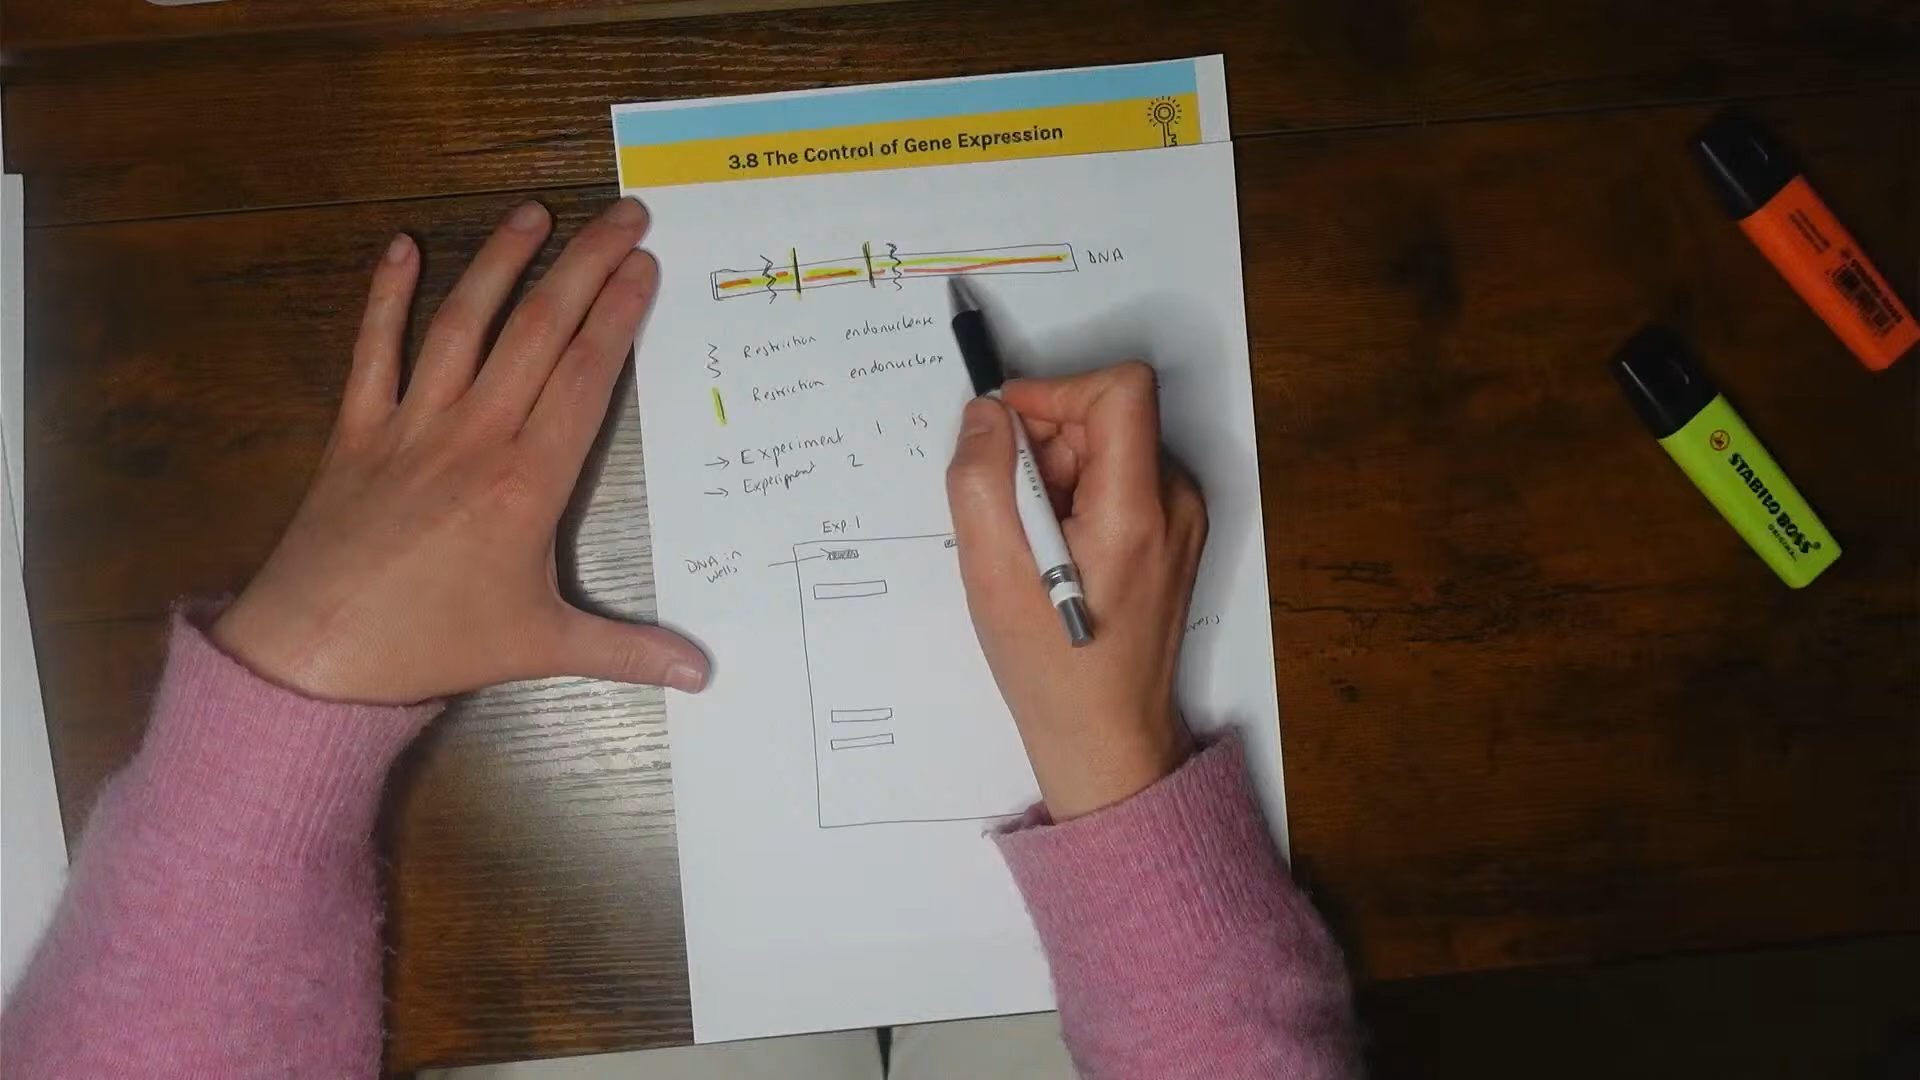 3.8 The Control of Gene Expression
DNA
Restriction endonuclease
Restriction endonuclease
→ Experiment 1 is
→ Experiment 2 is
Exp. 1
DNA in
wells
BIOLOGY
STABILO BOSS
ORIGINAL